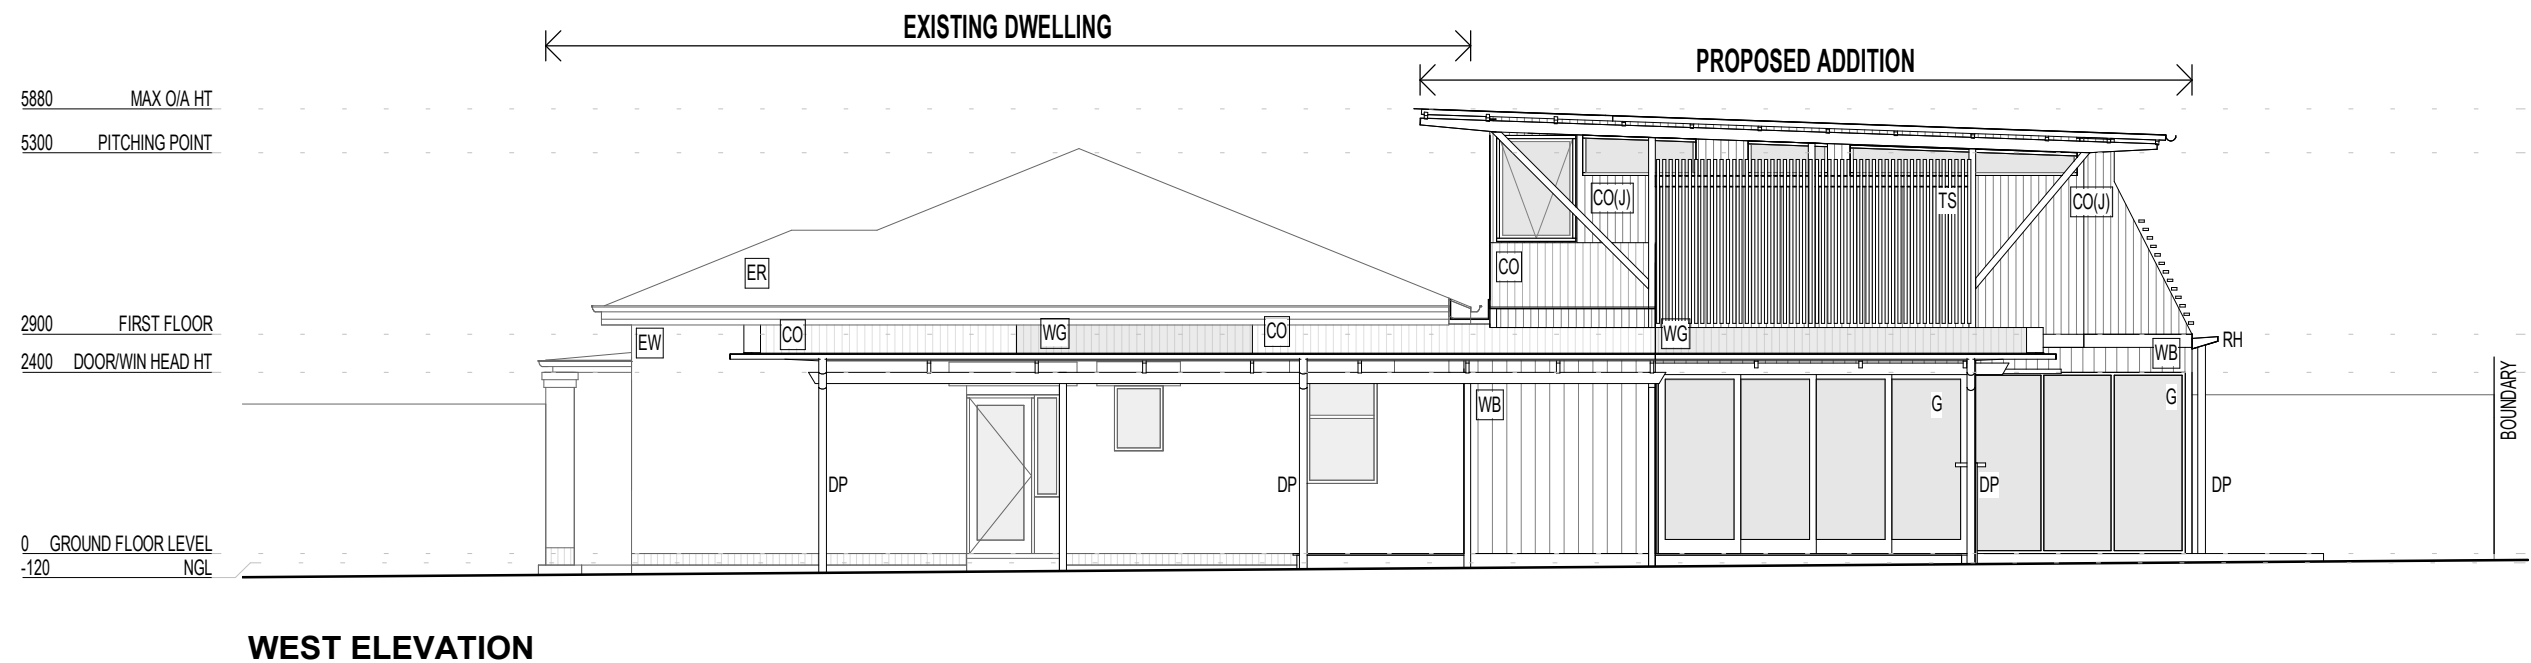 EXISTING DWELLING
PROPOSED ADDITION
5880 MAX O/A HT
5300 PITCHING POINT
CO(J)
TS
CO(J)
ER
CO
2900 FIRST FLOOR
EW
CO
WG
CO
WG
RH
2400 DOOR/WIN HEAD HT
WB
BOUNDARY
WB
G
G
DP
DP
DP
DP
0 GROUND FLOOR LEVEL
-120 NGL
WEST ELEVATION